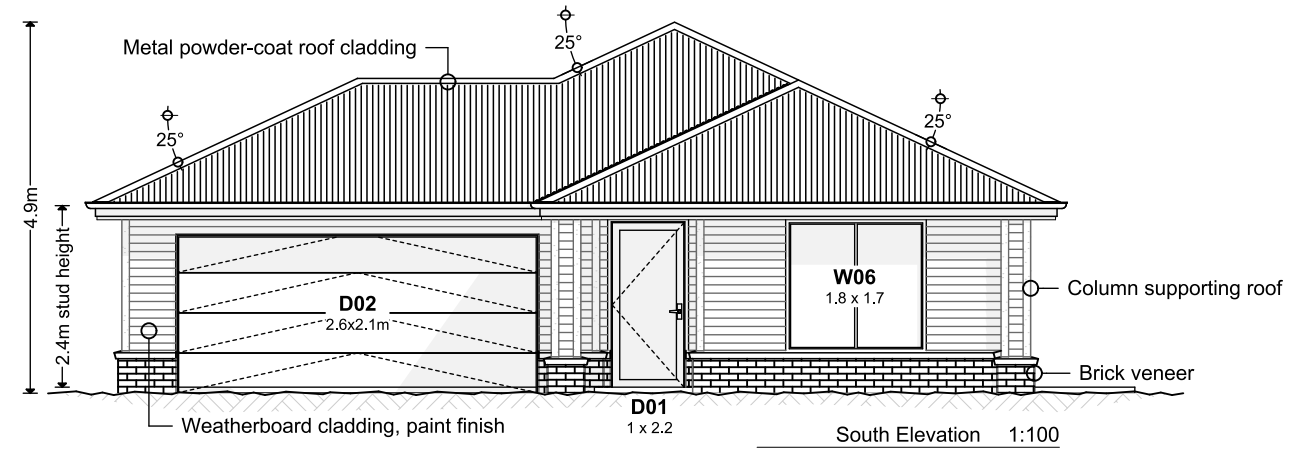 25°
Metal powder-coat roof cladding
25°
25°
4.9m
2.4m stud height
W06
1.8 x 1.7
D02
2.6x2.1m
Column supporting roof
Brick veneer
D01
1 x 2.2
Weatherboard cladding, paint finish
South Elevation 1:100